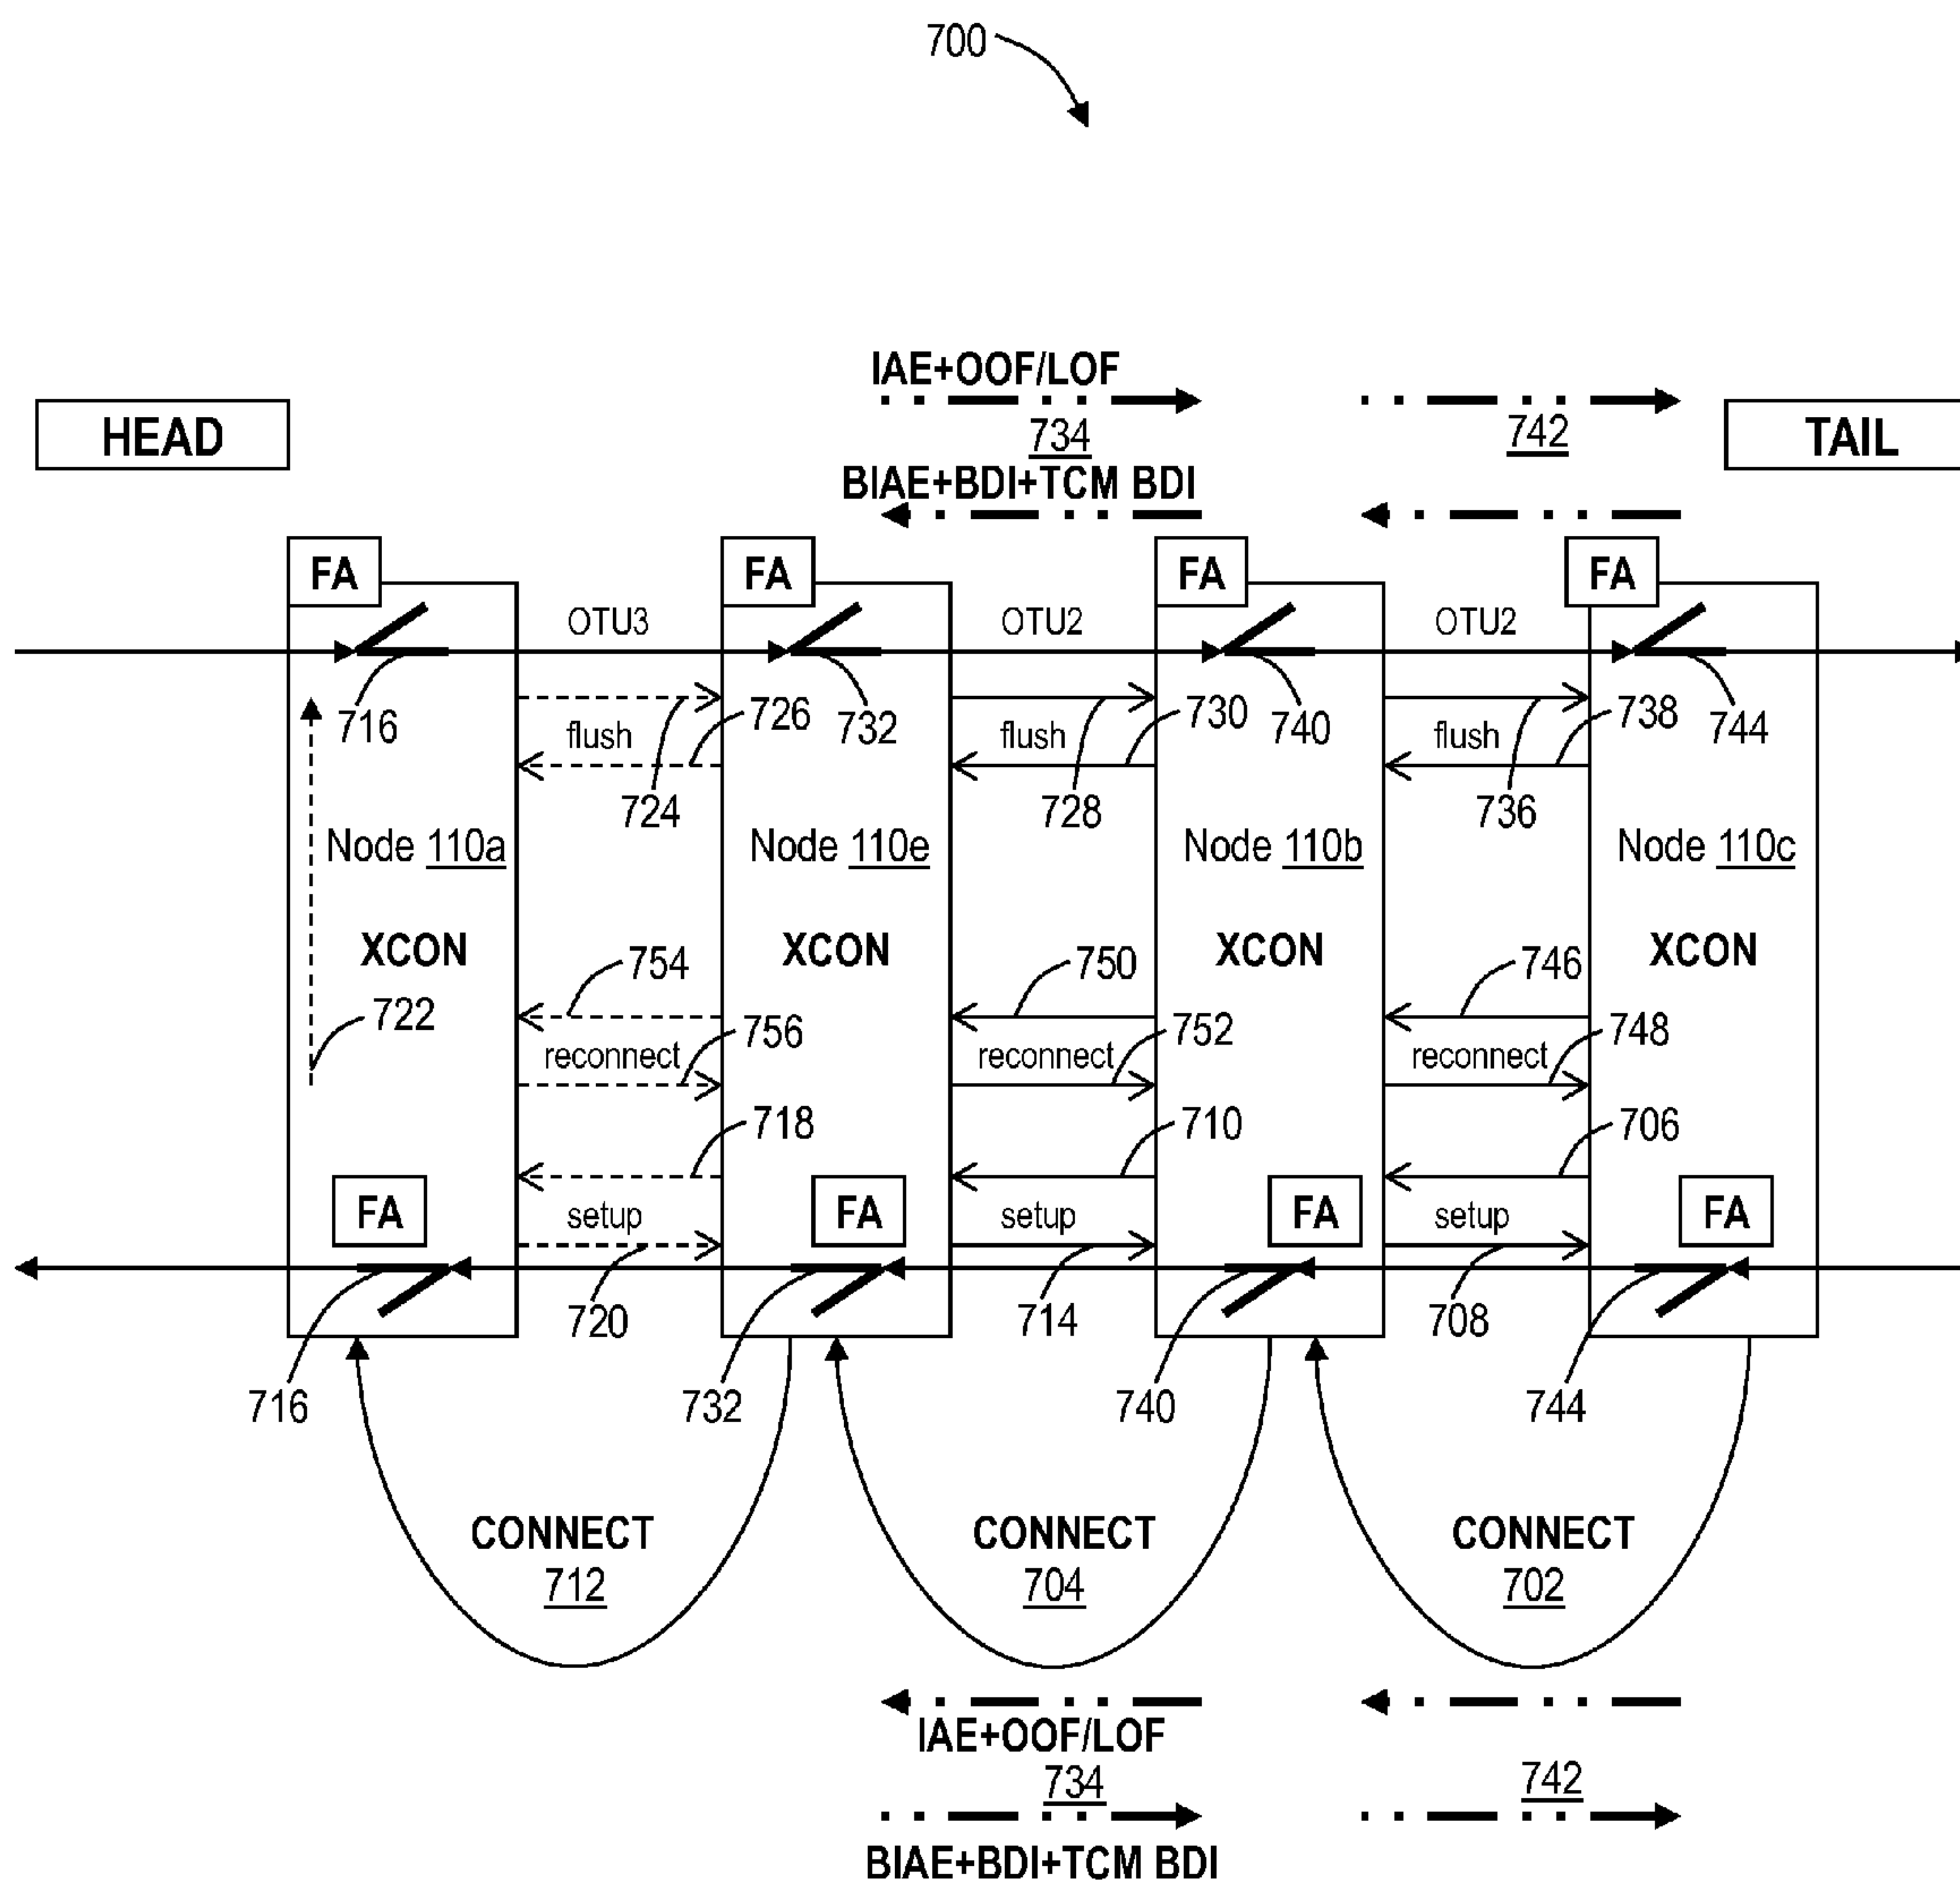 700
IAE+OOF/LOF
HEAD
734
742
TAIL
BIAE+BDI+TCM BDI
FA
FA
FA
FA
OTU3
OTU2
OTU2
716
726
732
730
740
738
744
flush
flush
flush
724
728
736
Node 110a
Node 110e
Node 110b
Node 110c
XCON
XCON
XCON
XCON
754
750
746
722
756
752
748
reconnect
reconnect
reconnect
718
710
706
FA
FA
FA
FA
setup
setup
setup
720
714
708
716
732
740
744
CONNECT
CONNECT
CONNECT
712
704
702
IAE+OOF/LOF
734
742
BIAE+BDI+TCM BDI